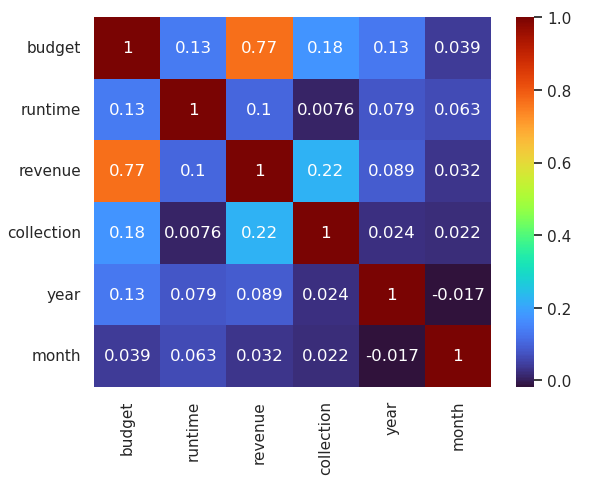 budget 1 0.13 0.77 0.18 0.13 0.039
runtime 0.13 1 0.1 0.0076 0.079 0.063
revenue 0.77 0.1 1 0.22 0.089 0.032
collection 0.18 0.0076 0.22 1 0.024 0.022
year 0.13 0.079 0.089 0.024 1 -0.017
month 0.039 0.063 0.032 0.022 -0.017 1
budget runtime revenue collection year month
1.0
0.8
0.6
0.4
0.2
0.0